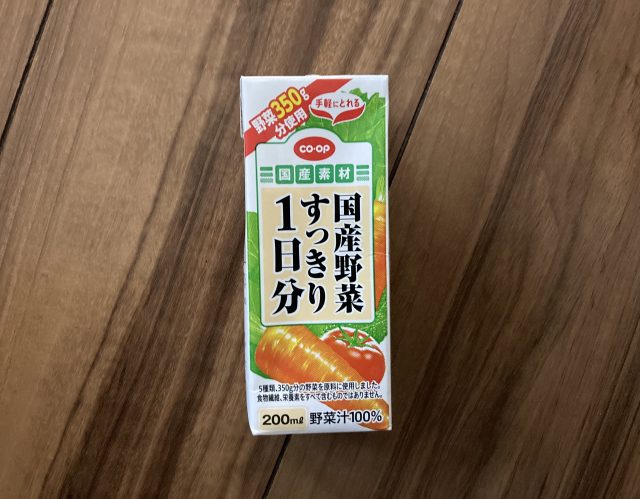 野菜350g
分使用
手軽にとれる
CO・OP
国産素材
国産野菜
すっきり
1日分
5種類、350g分の野菜を原料に使用しました。
食物繊維、栄養素をすべて含むものではありません。
200mℓ 野菜汁100%